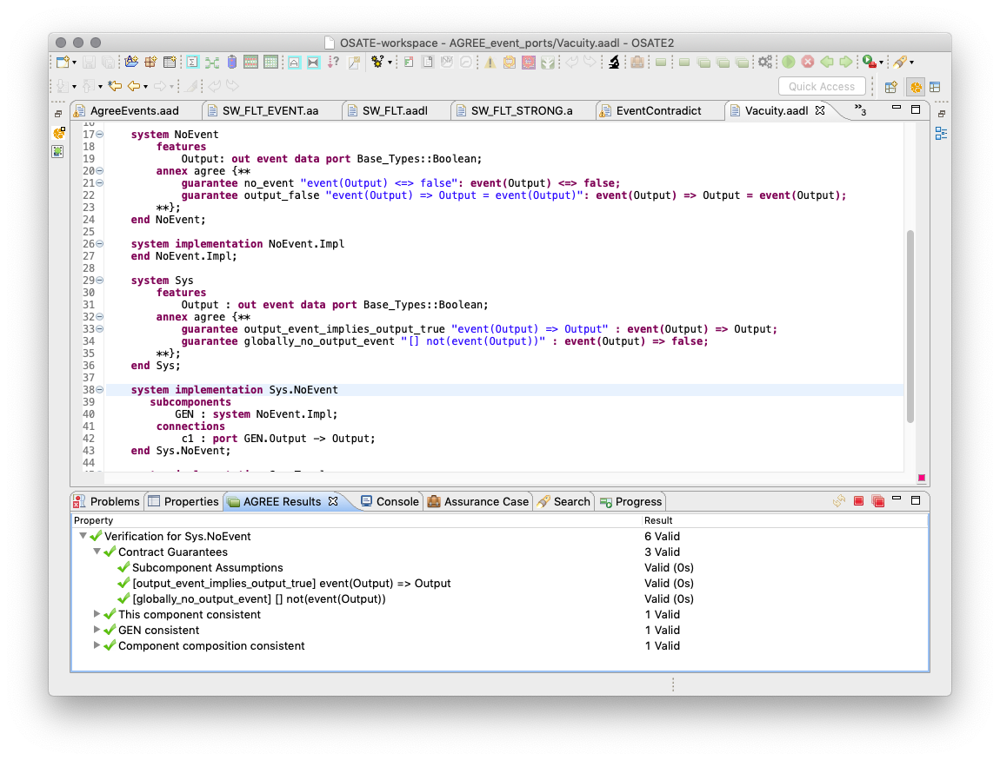 OSATE-workspace - AGREE_event_ports/Vacuity.aadl - OSATE2
Quick Access
AgreeEvents.aad SW_FLT_EVENT.aa SW_FLT.aadl SW_FLT_STRONG.a EventContradict Vacuity.aadl »3
16
17 system NoEvent
18 features
19 Output: out event data port Base_Types::Boolean;
20 annex agree {**
21 guarantee no_event "event(Output) <=> false": event(Output) <=> false;
22 guarantee output_false "event(Output) => Output = event(Output)": event(Output) => Output = event(Output);
23 **};
24 end NoEvent;
25
26 system implementation NoEvent.Impl
27 end NoEvent.Impl;
28
29 system Sys
30 features
31 Output : out event data port Base_Types::Boolean;
32 annex agree {**
33 guarantee output_event_implies_output_true "event(Output) => Output" : event(Output) => Output;
34 guarantee globally_no_output_event "[] not(event(Output))" : event(Output) => false;
35 **};
36 end Sys;
37
38 system implementation Sys.NoEvent
39 subcomponents
40 GEN : system NoEvent.Impl;
41 connections
42 c1 : port GEN.Output -> Output;
43 end Sys.NoEvent;
44
Problems Properties AGREE Results Console Assurance Case Search Progress
Property Result
Verification for Sys.NoEvent 6 Valid
Contract Guarantees 3 Valid
Subcomponent Assumptions Valid (0s)
[output_event_implies_output_true] event(Output) => Output Valid (0s)
[globally_no_output_event] [] not(event(Output)) Valid (0s)
This component consistent 1 Valid
GEN consistent 1 Valid
Component composition consistent 1 Valid